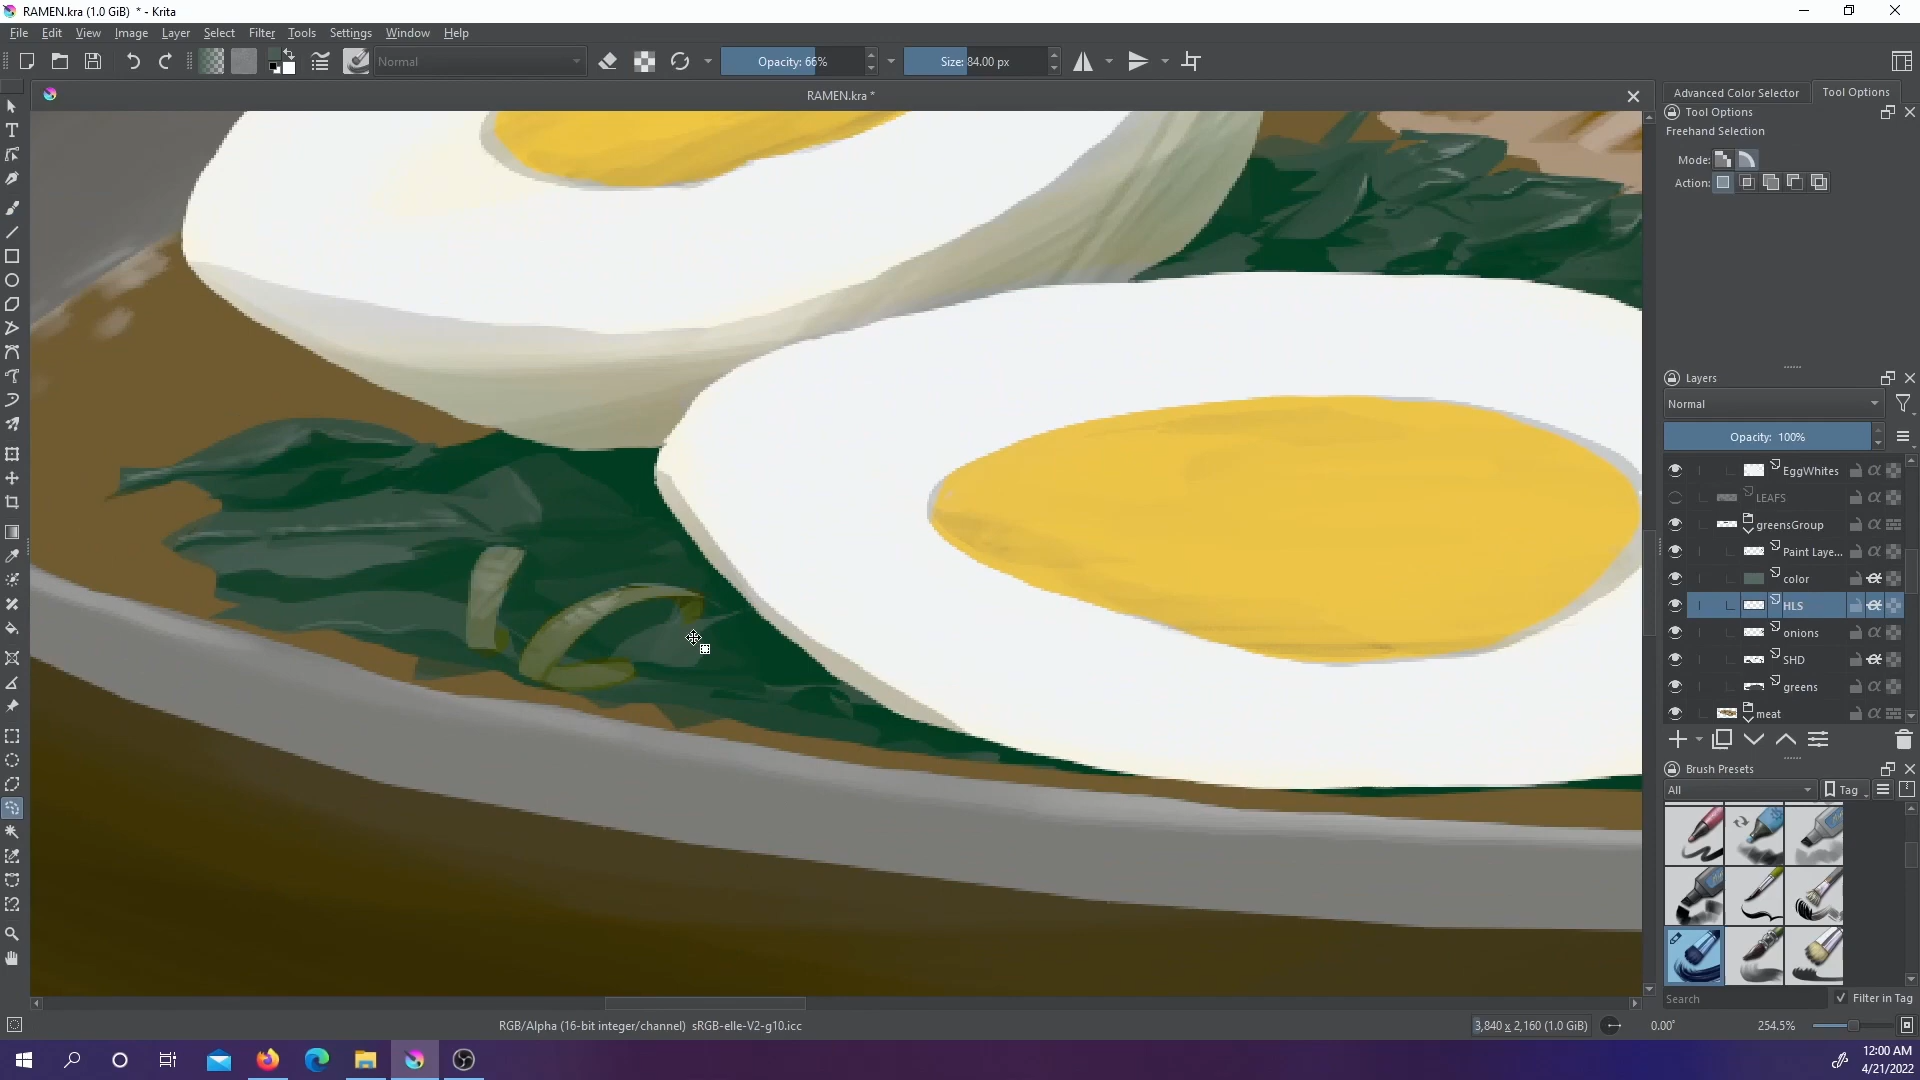 RAMEN.kra (1.0 GiB) * - Krita
File Edit View Image Layer Select Filter Tools Settings Window Help
Normal
Opacity: 66%
Size: 84.00 px
RAMEN.kra *
Advanced Color Selector
Tool Options
Tool Options
Freehand Selection
Mode:
Action:
Layers
Normal
Opacity: 100%
EggWhites
LEAFS
greensGroup
Paint Laye...
color
HLS
onions
SHD
greens
meat
Brush Presets
All
Tag
Search
Filter in Tag
RGB/Alpha (16-bit integer/channel) sRGB-elle-V2-g10.icc
3,840 x 2,160 (1.0 GiB)
0.00°
254.5%
12:00 AM
4/21/2022